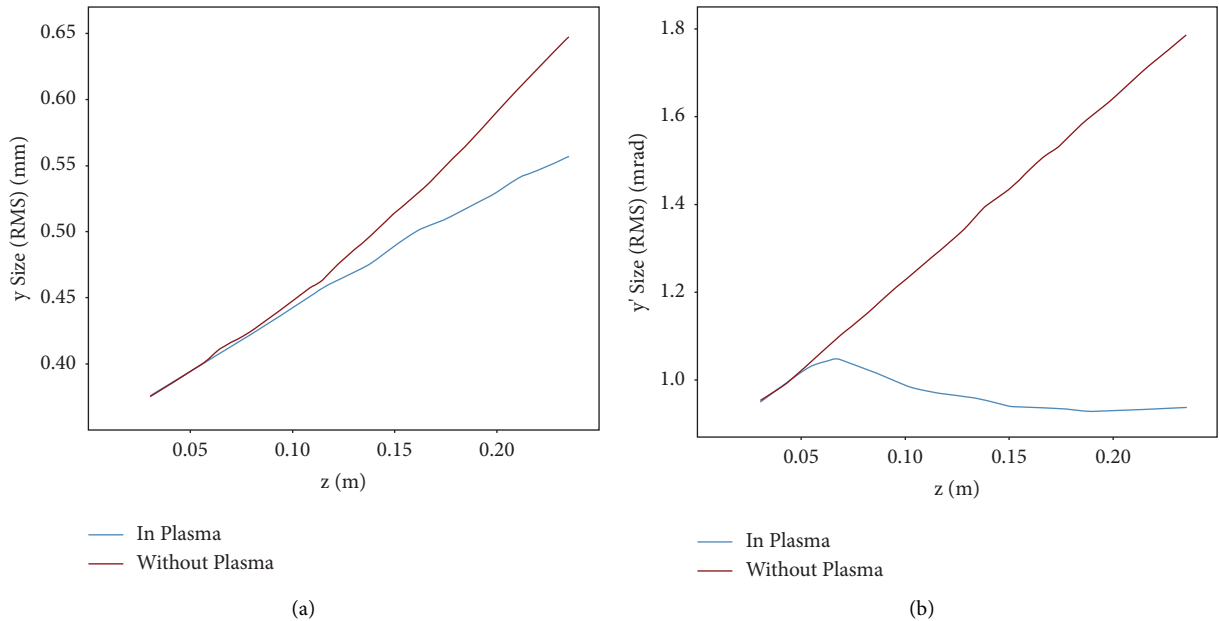 0.65
0.60
0.55
0.50
0.45
0.40
y Size (RMS) (mm)
0.05 0.10 0.15 0.20
z (m)
In Plasma
Without Plasma
(a)
1.8
1.6
1.4
1.2
1.0
y' Size (RMS) (mrad)
0.05 0.10 0.15 0.20
z (m)
In Plasma
Without Plasma
(b)